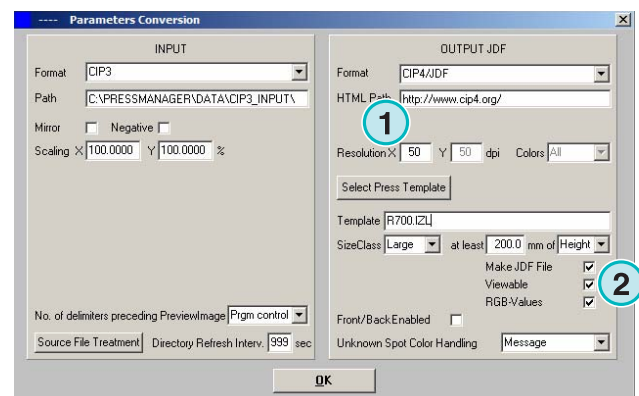 ---- Parameters Conversion
INPUT
Format CIP3
Path C:\PRESSMANAGER\DATA\CIP3_INPUT\
Mirror Negative
Scaling X 100.0000 Y 100.0000 %
No. of delimiters preceding PreviewImage Prgm control
Source File Treatment Directory Refresh Interv. 999 sec
OUTPUT JDF
Format CIP4/JDF
HTML Path http://www.cip4.org/
1
Resolution X 50 Y 50 dpi Colors All
Select Press Template
Template R700.IZL
SizeClass Large at least 200.0 mm of Height
Make JDF File
Viewable
2
RGB-Values
Front/Back Enabled
Unknown Spot Color Handling Message
OK